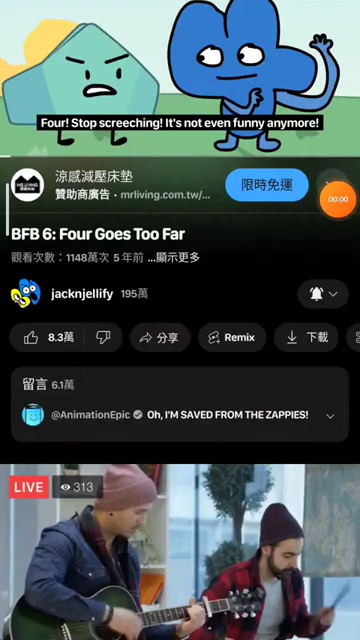 Four! Stop screeching! It's not even funny anymore!
涼感減壓床墊
贊助商廣告 • mrliving.com.tw/...
限時免運
00:00
BFB 6: Four Goes Too Far
觀看次數：1148萬次 5 年前 ...顯示更多
jacknjellify 195萬
8.3萬
分享
Remix
下載
留言 6.1萬
@AnimationEpic Oh, I'M SAVED FROM THE ZAPPIES!
LIVE 313